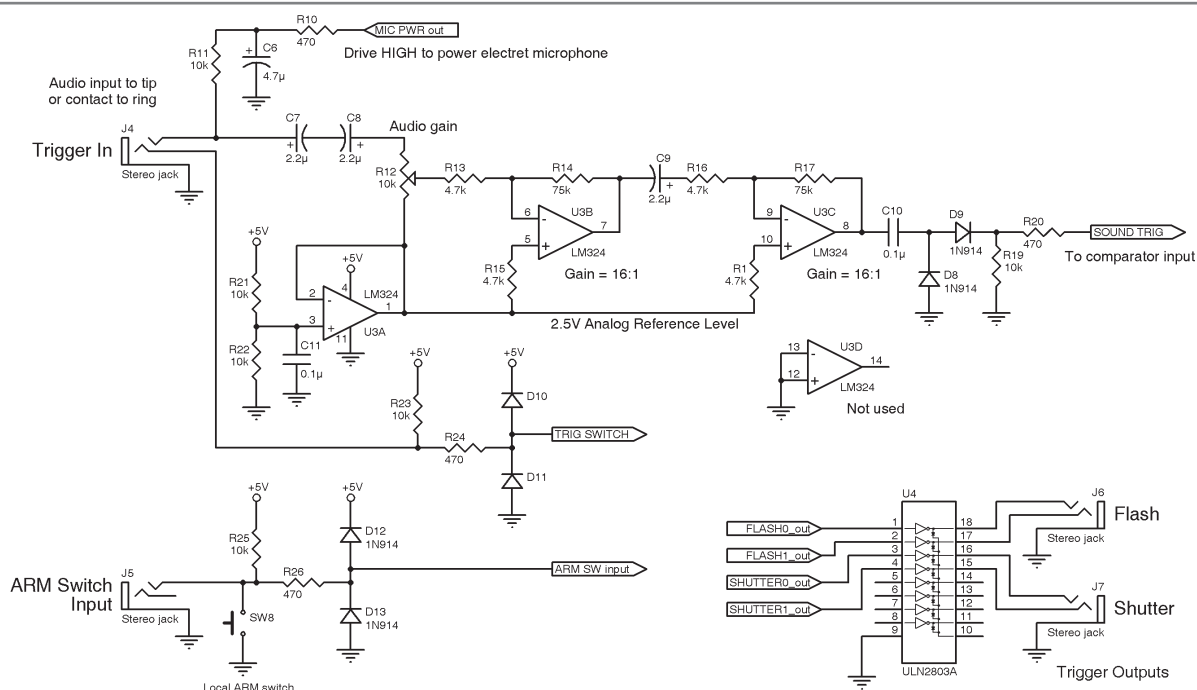 R10
470
MIC PWR out
Drive HIGH to power electret microphone
R11
10k
+
C6
4.7µ
Audio input to tip
or contact to ring
J4
Trigger In
Stereo jack
C7
+
2.2µ
C8
+
2.2µ
Audio gain
R12
10k
R13
4.7k
R14
75k
6
-
5
+
U3B
7
LM324
Gain = 16:1
R15
4.7k
C9
+
2.2µ
R16
4.7k
R17
75k
9
-
10
+
U3C
8
LM324
Gain = 16:1
R1
4.7k
C10
0.1µ
D9
1N914
D8
1N914
R19
10k
R20
470
SOUND TRIG
To comparator input
+5V
R21
10k
R22
10k
+5V
2
-
3
+
4
11
LM324
1
U3A
C11
0.1µ
2.5V Analog Reference Level
13
-
12
+
U3D
14
LM324
Not used
+5V
R23
10k
R24
470
+5V
D10
D11
TRIG SWITCH
+5V
R25
10k
R26
470
+5V
D12
1N914
D13
1N914
ARM SW input
ARM Switch
Input
J5
Stereo jack
SW8
Local ARM switch
FLASH0_out
FLASH1_out
SHUTTER0_out
SHUTTER1_out
U4
1
2
3
4
5
6
7
8
9
18
17
16
15
14
13
12
11
10
ULN2803A
J6
Flash
Stereo jack
J7
Shutter
Stereo jack
Trigger Outputs